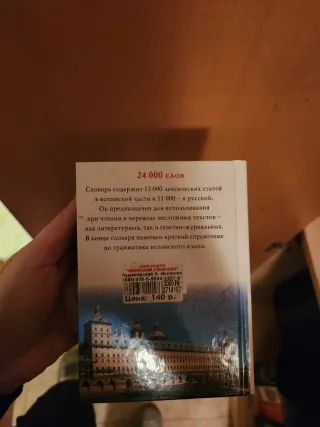 24 000 слов
Словарь содержит 13 000 лексических статей
в испанской части и 11 000 – в русской.
Он предназначен для использования
при чтении и переводе несложных текстов –
как литературных, так и газетно-журнальных.
В конце словаря помещен краткий справочник
по грамматике испанского языка.
Цена: 140 р.